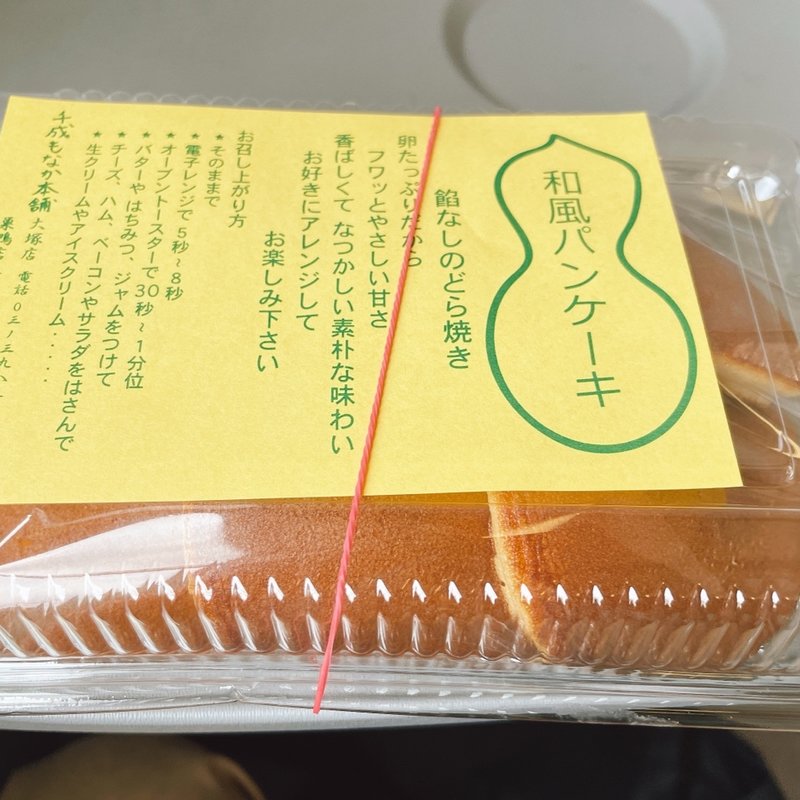 和風パンケーキ
餡なしのどら焼き
卵たっぷりだから
フワッとやさしい甘さ
香ばしくて なつかしい素朴な味わい
お好きにアレンジして
お楽しみ下さい
お召し上がり方
★そのままで
★電子レンジで5秒~8秒
★オーブントースターで30秒~1分位
★バターや はちみつ、ジャムをつけて
★チーズ、ハム、ベーコンやサラダをはさんで
★生クリームやアイスクリーム・・・・・
千成もなか本舗 大塚店 電話 03-39
巣鴨店